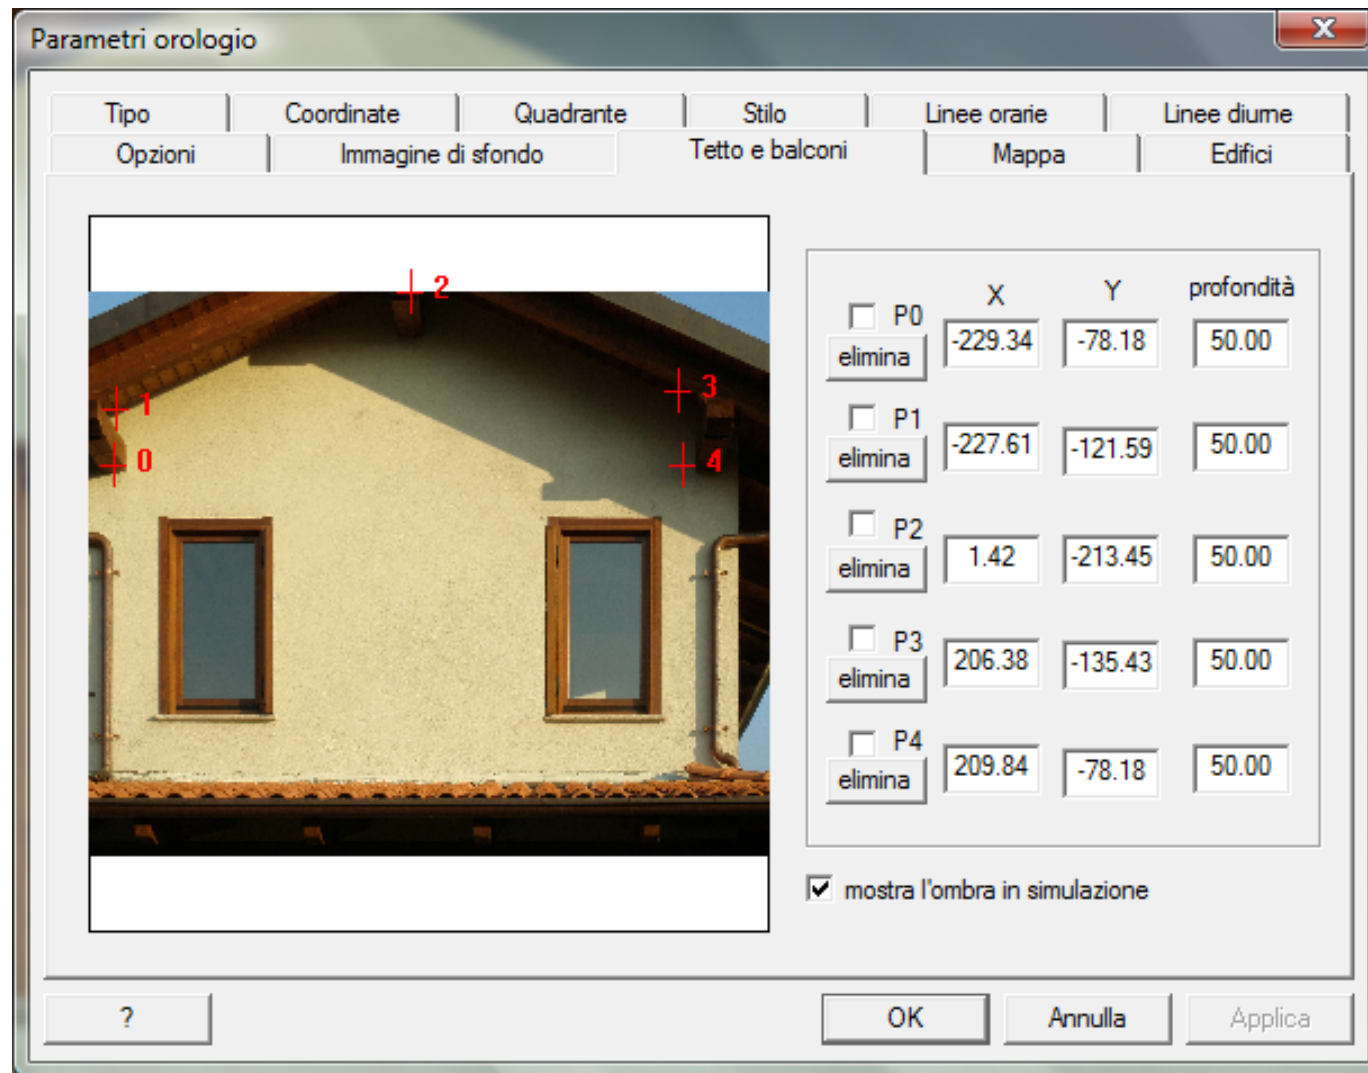 Parametri orologio
Tipo Coordinate Quadrante Stilo Linee orarie Linee diurne
Opzioni Immagine di sfondo Tetto e balconi Mappa Edifici
X Y profondità
P0 -229.34 -78.18 50.00
elimina
P1 -227.61 -121.59 50.00
elimina
P2 1.42 -213.45 50.00
elimina
P3 206.38 -135.43 50.00
elimina
P4 209.84 -78.18 50.00
elimina
2
3
1
0
4
mostra l'ombra in simulazione
? OK Annulla Applica